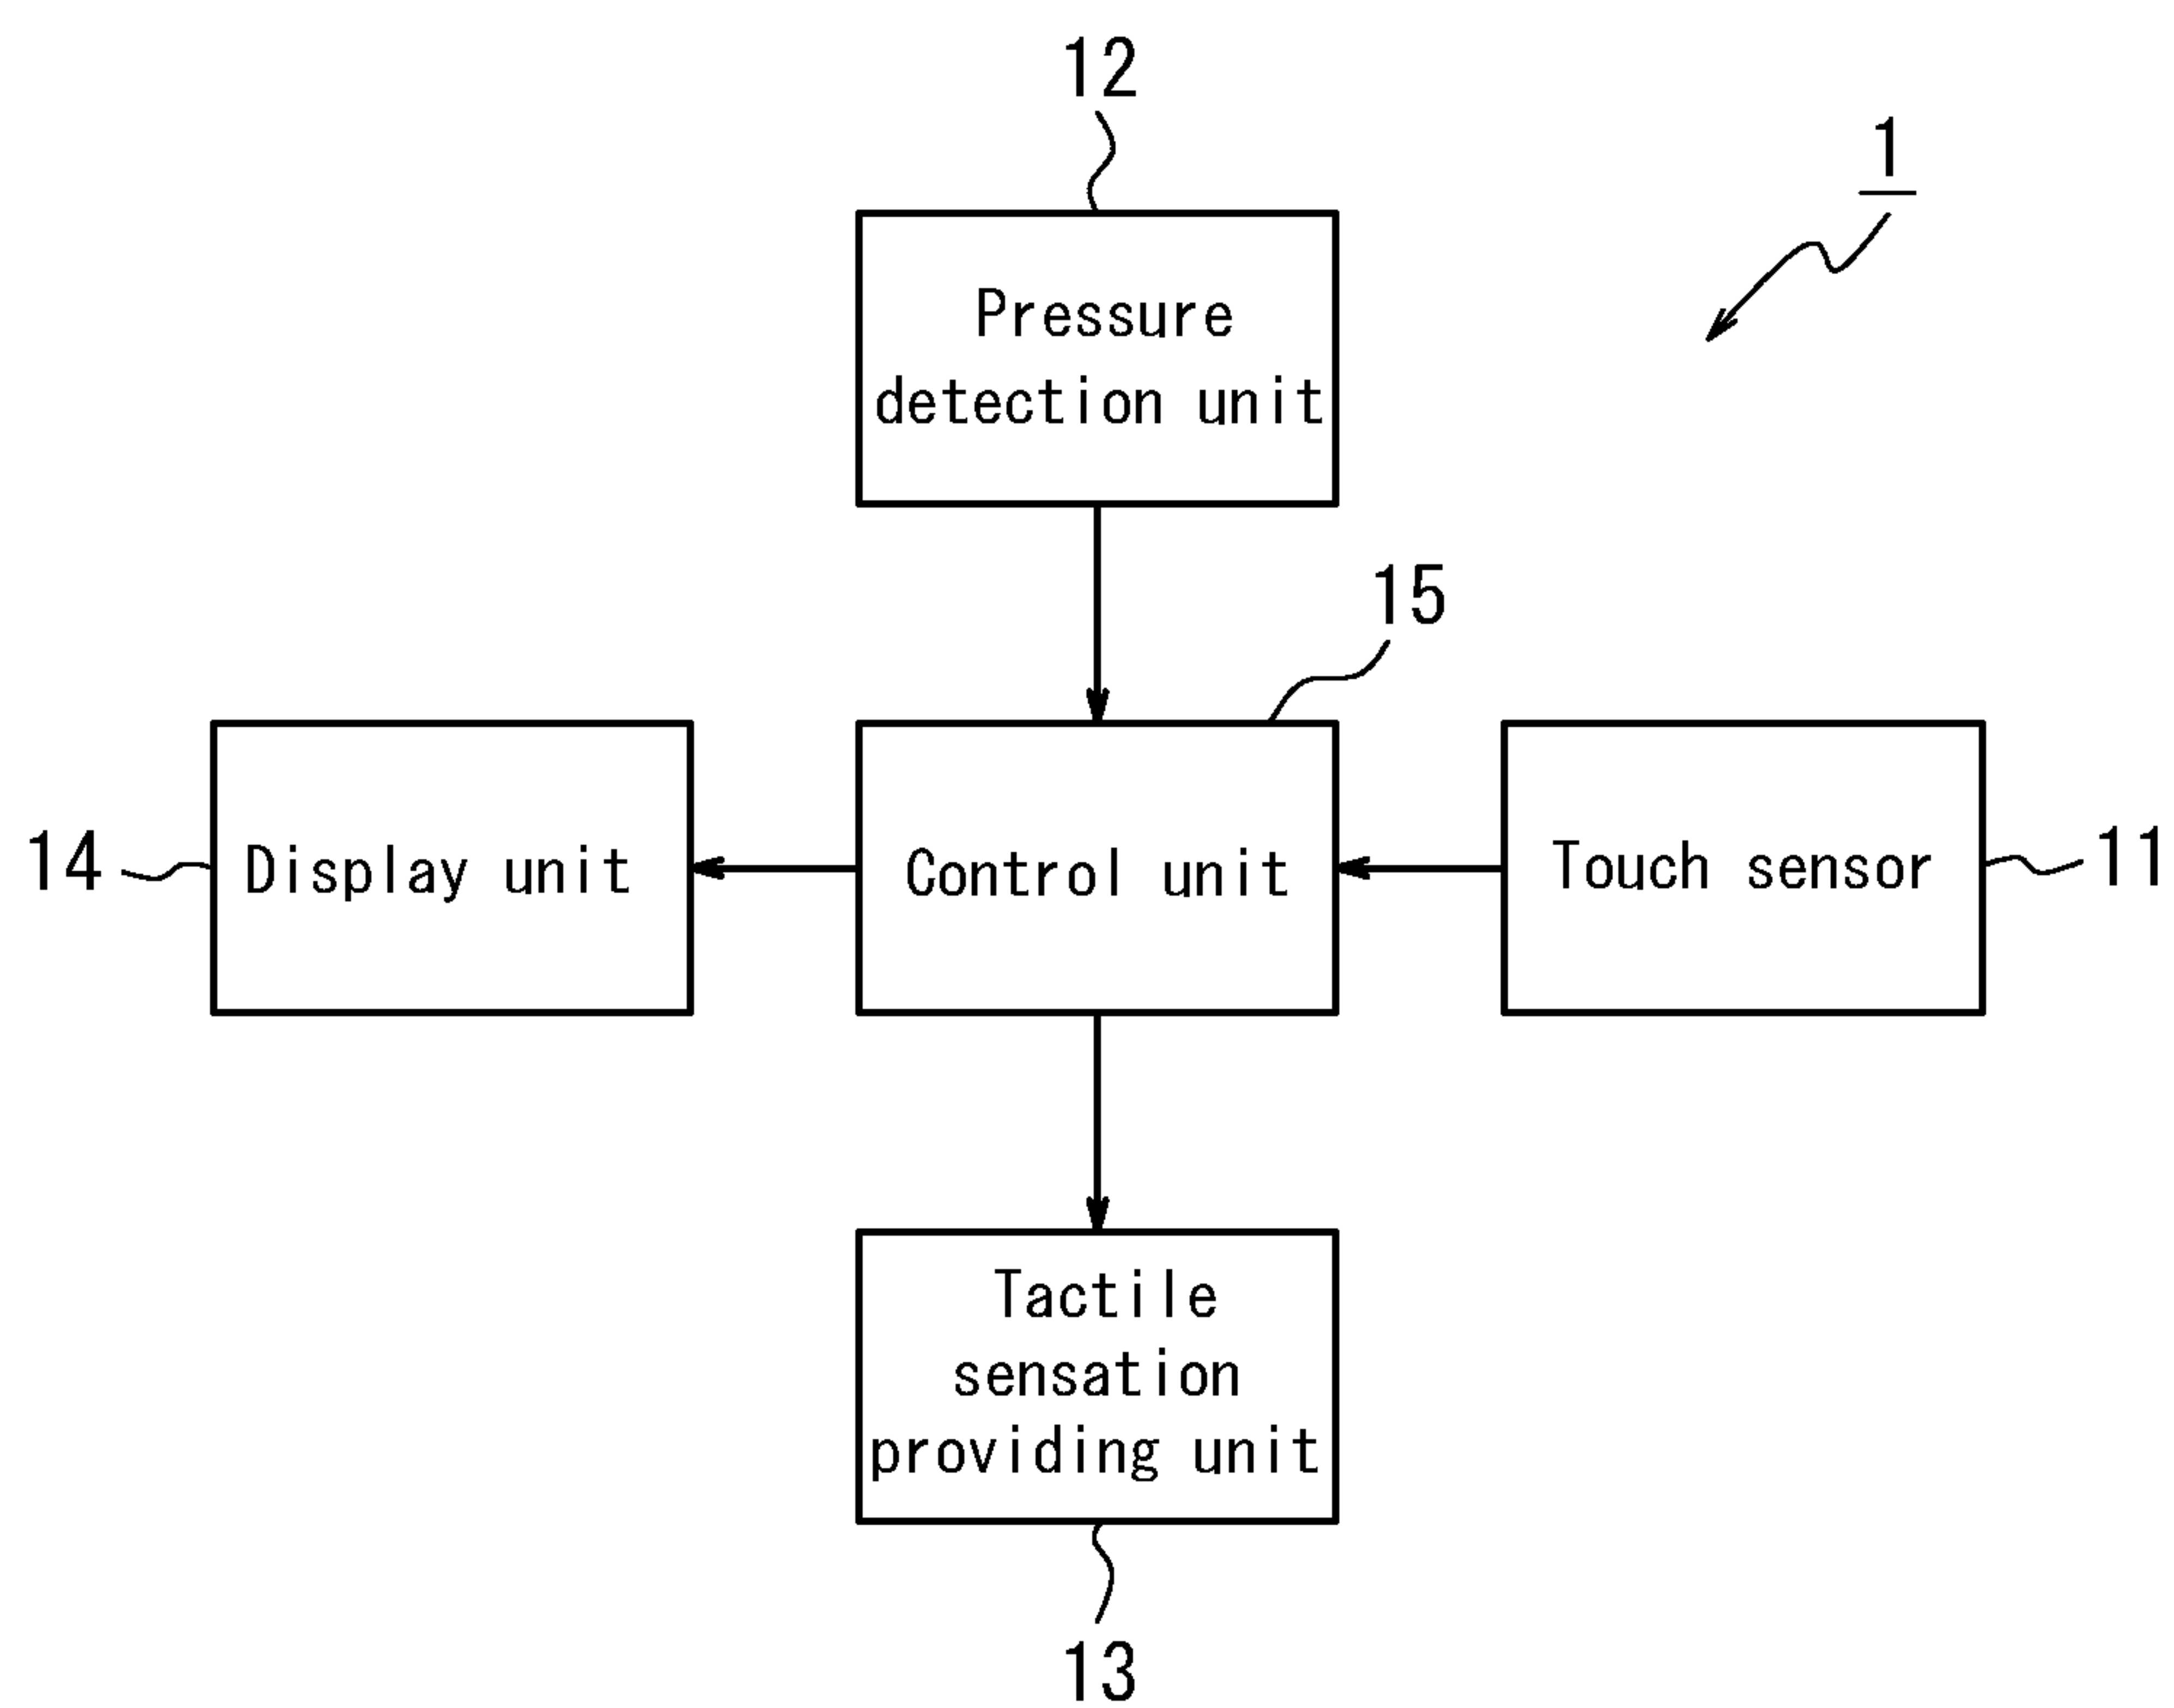 12
1
Pressure
detection unit
15
14
Display unit
Control unit
Touch sensor
11
Tactile
sensation
providing unit
13